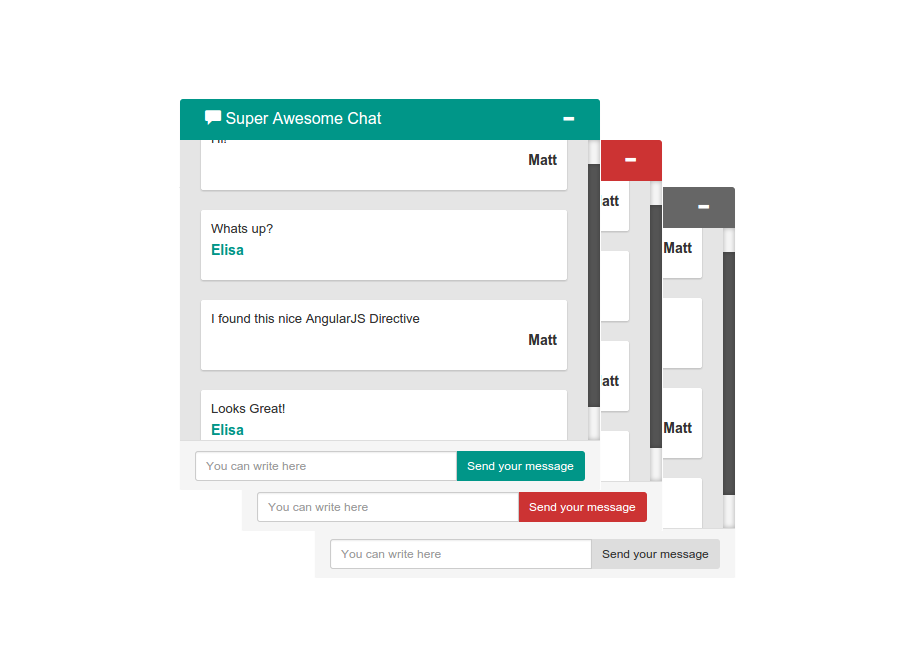 Super Awesome Chat
Hi!
Matt
Whats up?
Elisa
I found this nice AngularJS Directive
Matt
Looks Great!
Elisa
You can write here
Send your message
att
att
You can write here
Send your message
Matt
Matt
You can write here
Send your message